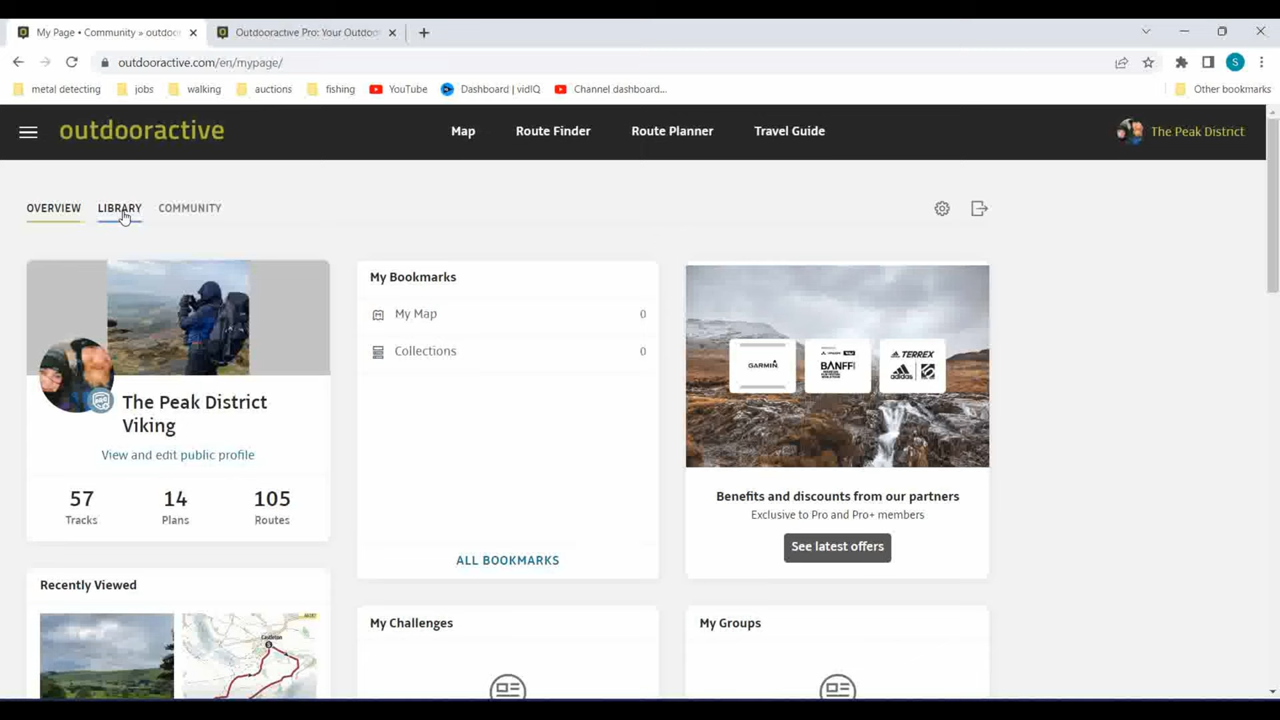 My Page • Community » outdoor
Outdooractive Pro: Your Outdoo
outdooractive.com/en/mypage/
S
metal detecting
jobs
walking
auctions
fishing
YouTube
Dashboard | vidIQ
Channel dashboard...
Other bookmarks
outdooractive
Map
Route Finder
Route Planner
Travel Guide
The Peak District
OVERVIEW
LIBRARY
COMMUNITY
The Peak District
Viking
View and edit public profile
57
14
105
Tracks
Plans
Routes
Recently Viewed
Castleton
My Bookmarks
My Map
0
Collections
0
ALL BOOKMARKS
My Challenges
GARMIN
BANFF
TERREX
adidas
Benefits and discounts from our partners
Exclusive to Pro and Pro+ members
See latest offers
My Groups